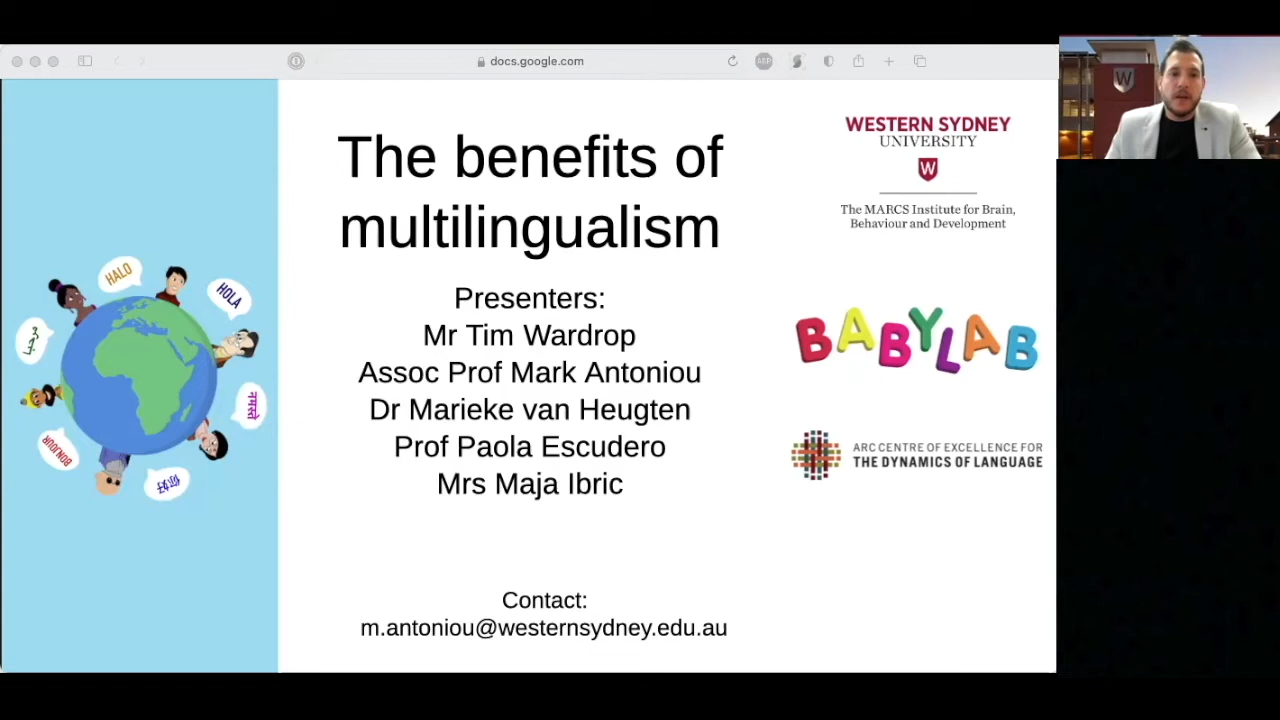 docs.google.com
ABP
The benefits of
multilingualism
Presenters:
Mr Tim Wardrop
Assoc Prof Mark Antoniou
Dr Marieke van Heugten
Prof Paola Escudero
Mrs Maja Ibric
Contact:
m.antoniou@westernsydney.edu.au
HALO
HOLA
नमस्ते
BONJOUR
WESTERN SYDNEY
UNIVERSITY
W
The MARCS Institute for Brain,
Behaviour and Development
BABYLAB
ARC CENTRE OF EXCELLENCE FOR
THE DYNAMICS OF LANGUAGE
W